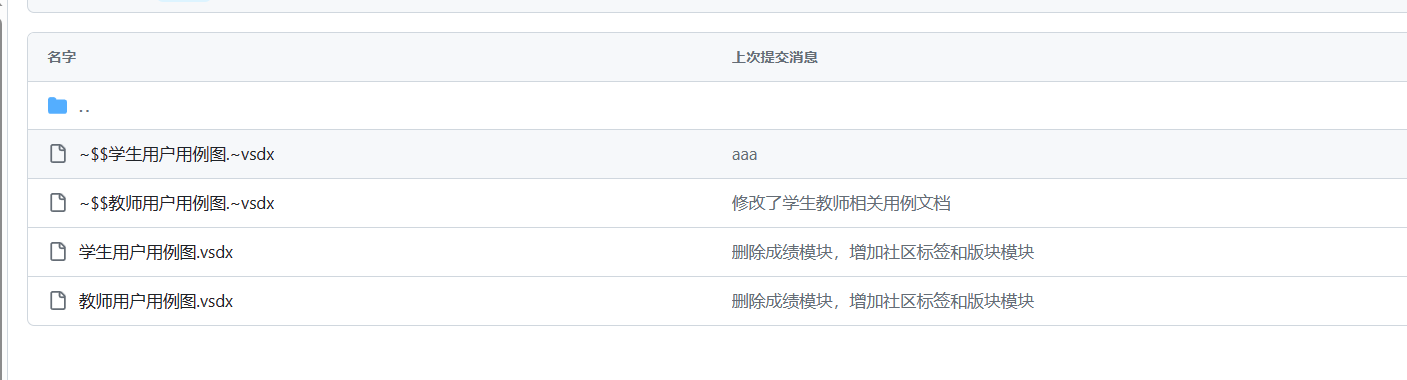 名字 上次提交消息
..
~$$学生用户用例图.~vsdx aaa
~$$教师用户用例图.~vsdx 修改了学生教师相关用例文档
学生用户用例图.vsdx 删除成绩模块，增加社区标签和版块模块
教师用户用例图.vsdx 删除成绩模块，增加社区标签和版块模块